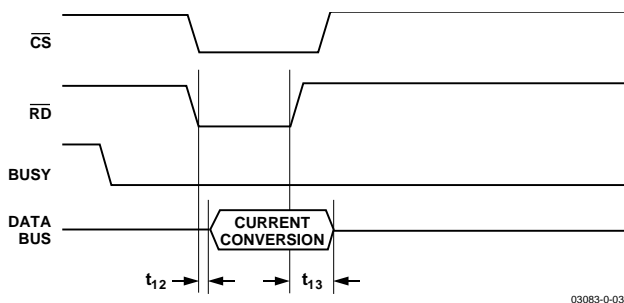 CS
RD
BUSY
DATA
BUS
CURRENT
CONVERSION
t12
t13
03083-0-03